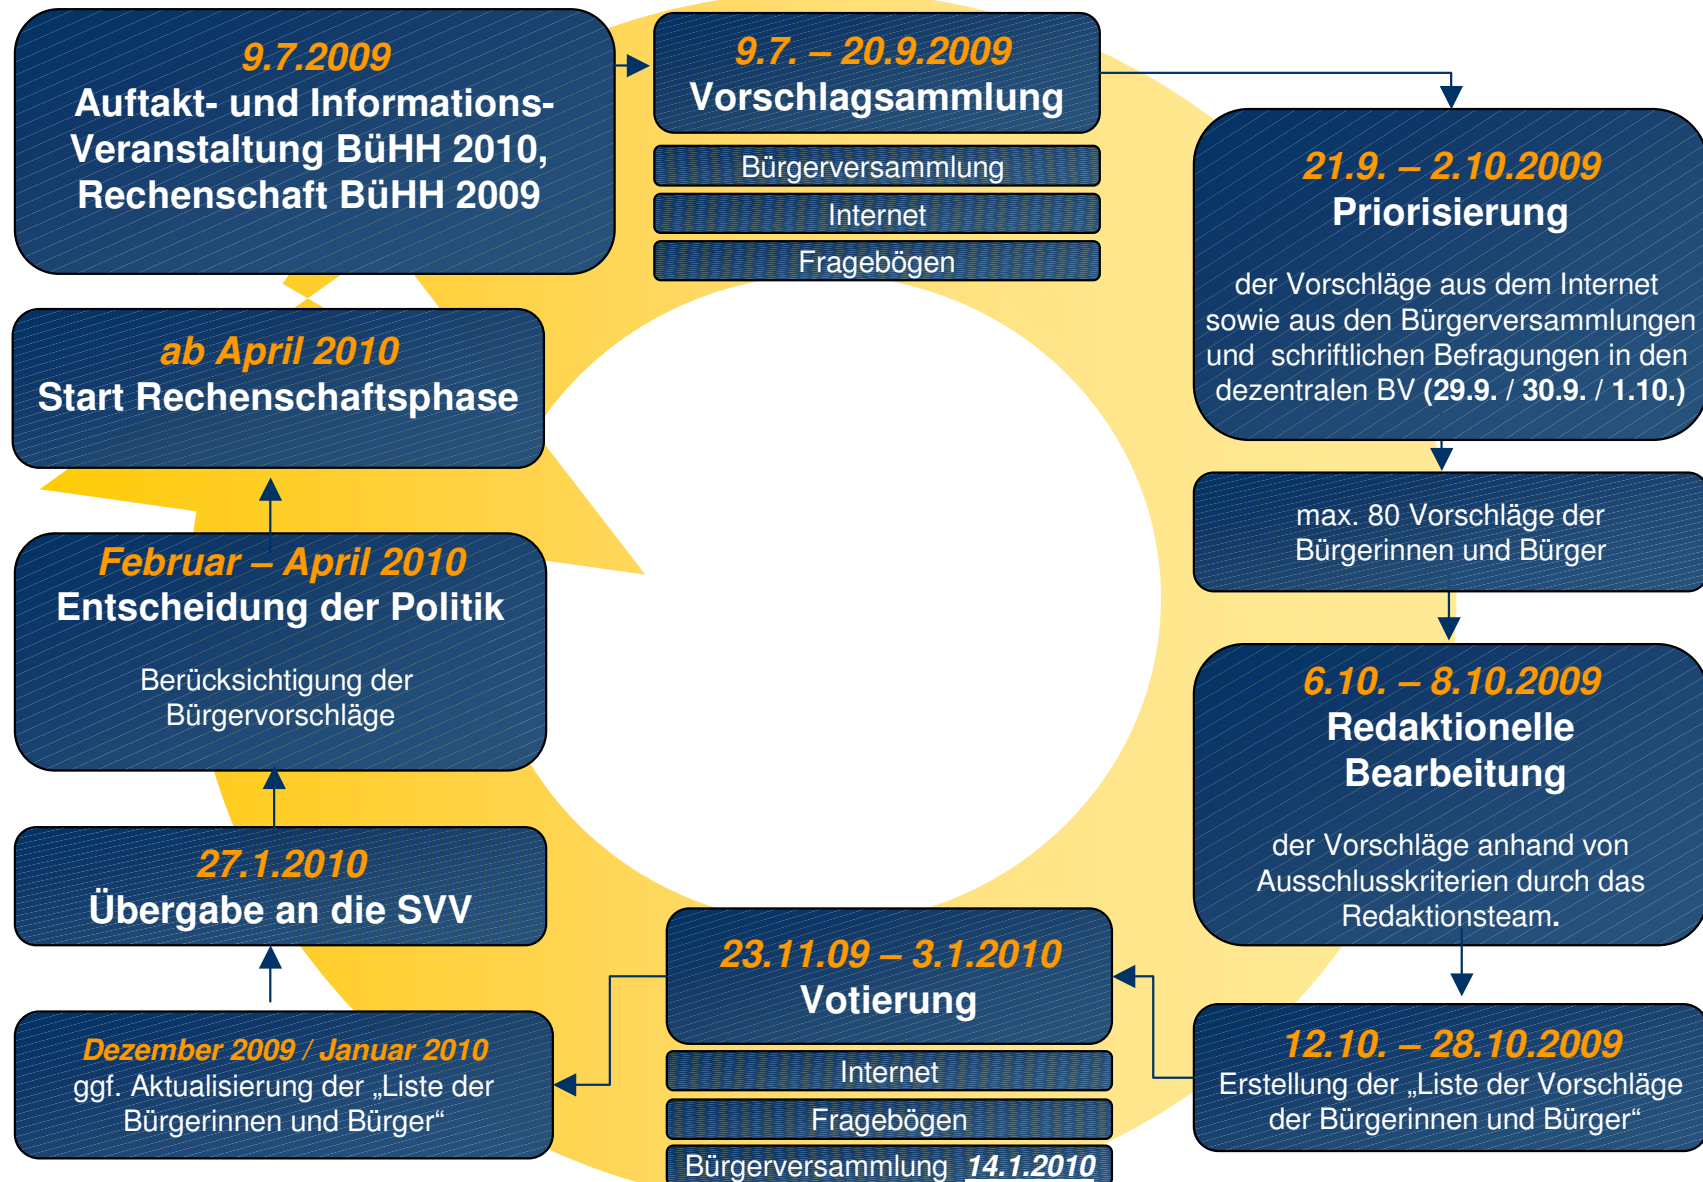 9.7.2009
Auftakt- und Informations-
Veranstaltung BüHH 2010,
Rechenschaft BüHH 2009
9.7. – 20.9.2009
Vorschlagsammlung
Bürgerversammlung
Internet
Fragebögen
21.9. – 2.10.2009
Priorisierung
der Vorschläge aus dem Internet
sowie aus den Bürgerversammlungen
und schriftlichen Befragungen in den
dezentralen BV (29.9. / 30.9. / 1.10.)
max. 80 Vorschläge der
Bürgerinnen und Bürger
6.10. – 8.10.2009
Redaktionelle
Bearbeitung
der Vorschläge anhand von
Ausschlusskriterien durch das
Redaktionsteam.
12.10. – 28.10.2009
Erstellung der „Liste der Vorschläge
der Bürgerinnen und Bürger“
23.11.09 – 3.1.2010
Votierung
Internet
Fragebögen
Bürgerversammlung 14.1.2010
Dezember 2009 / Januar 2010
ggf. Aktualisierung der „Liste der
Bürgerinnen und Bürger“
27.1.2010
Übergabe an die SVV
Februar – April 2010
Entscheidung der Politik
Berücksichtigung der
Bürgervorschläge
ab April 2010
Start Rechenschaftsphase